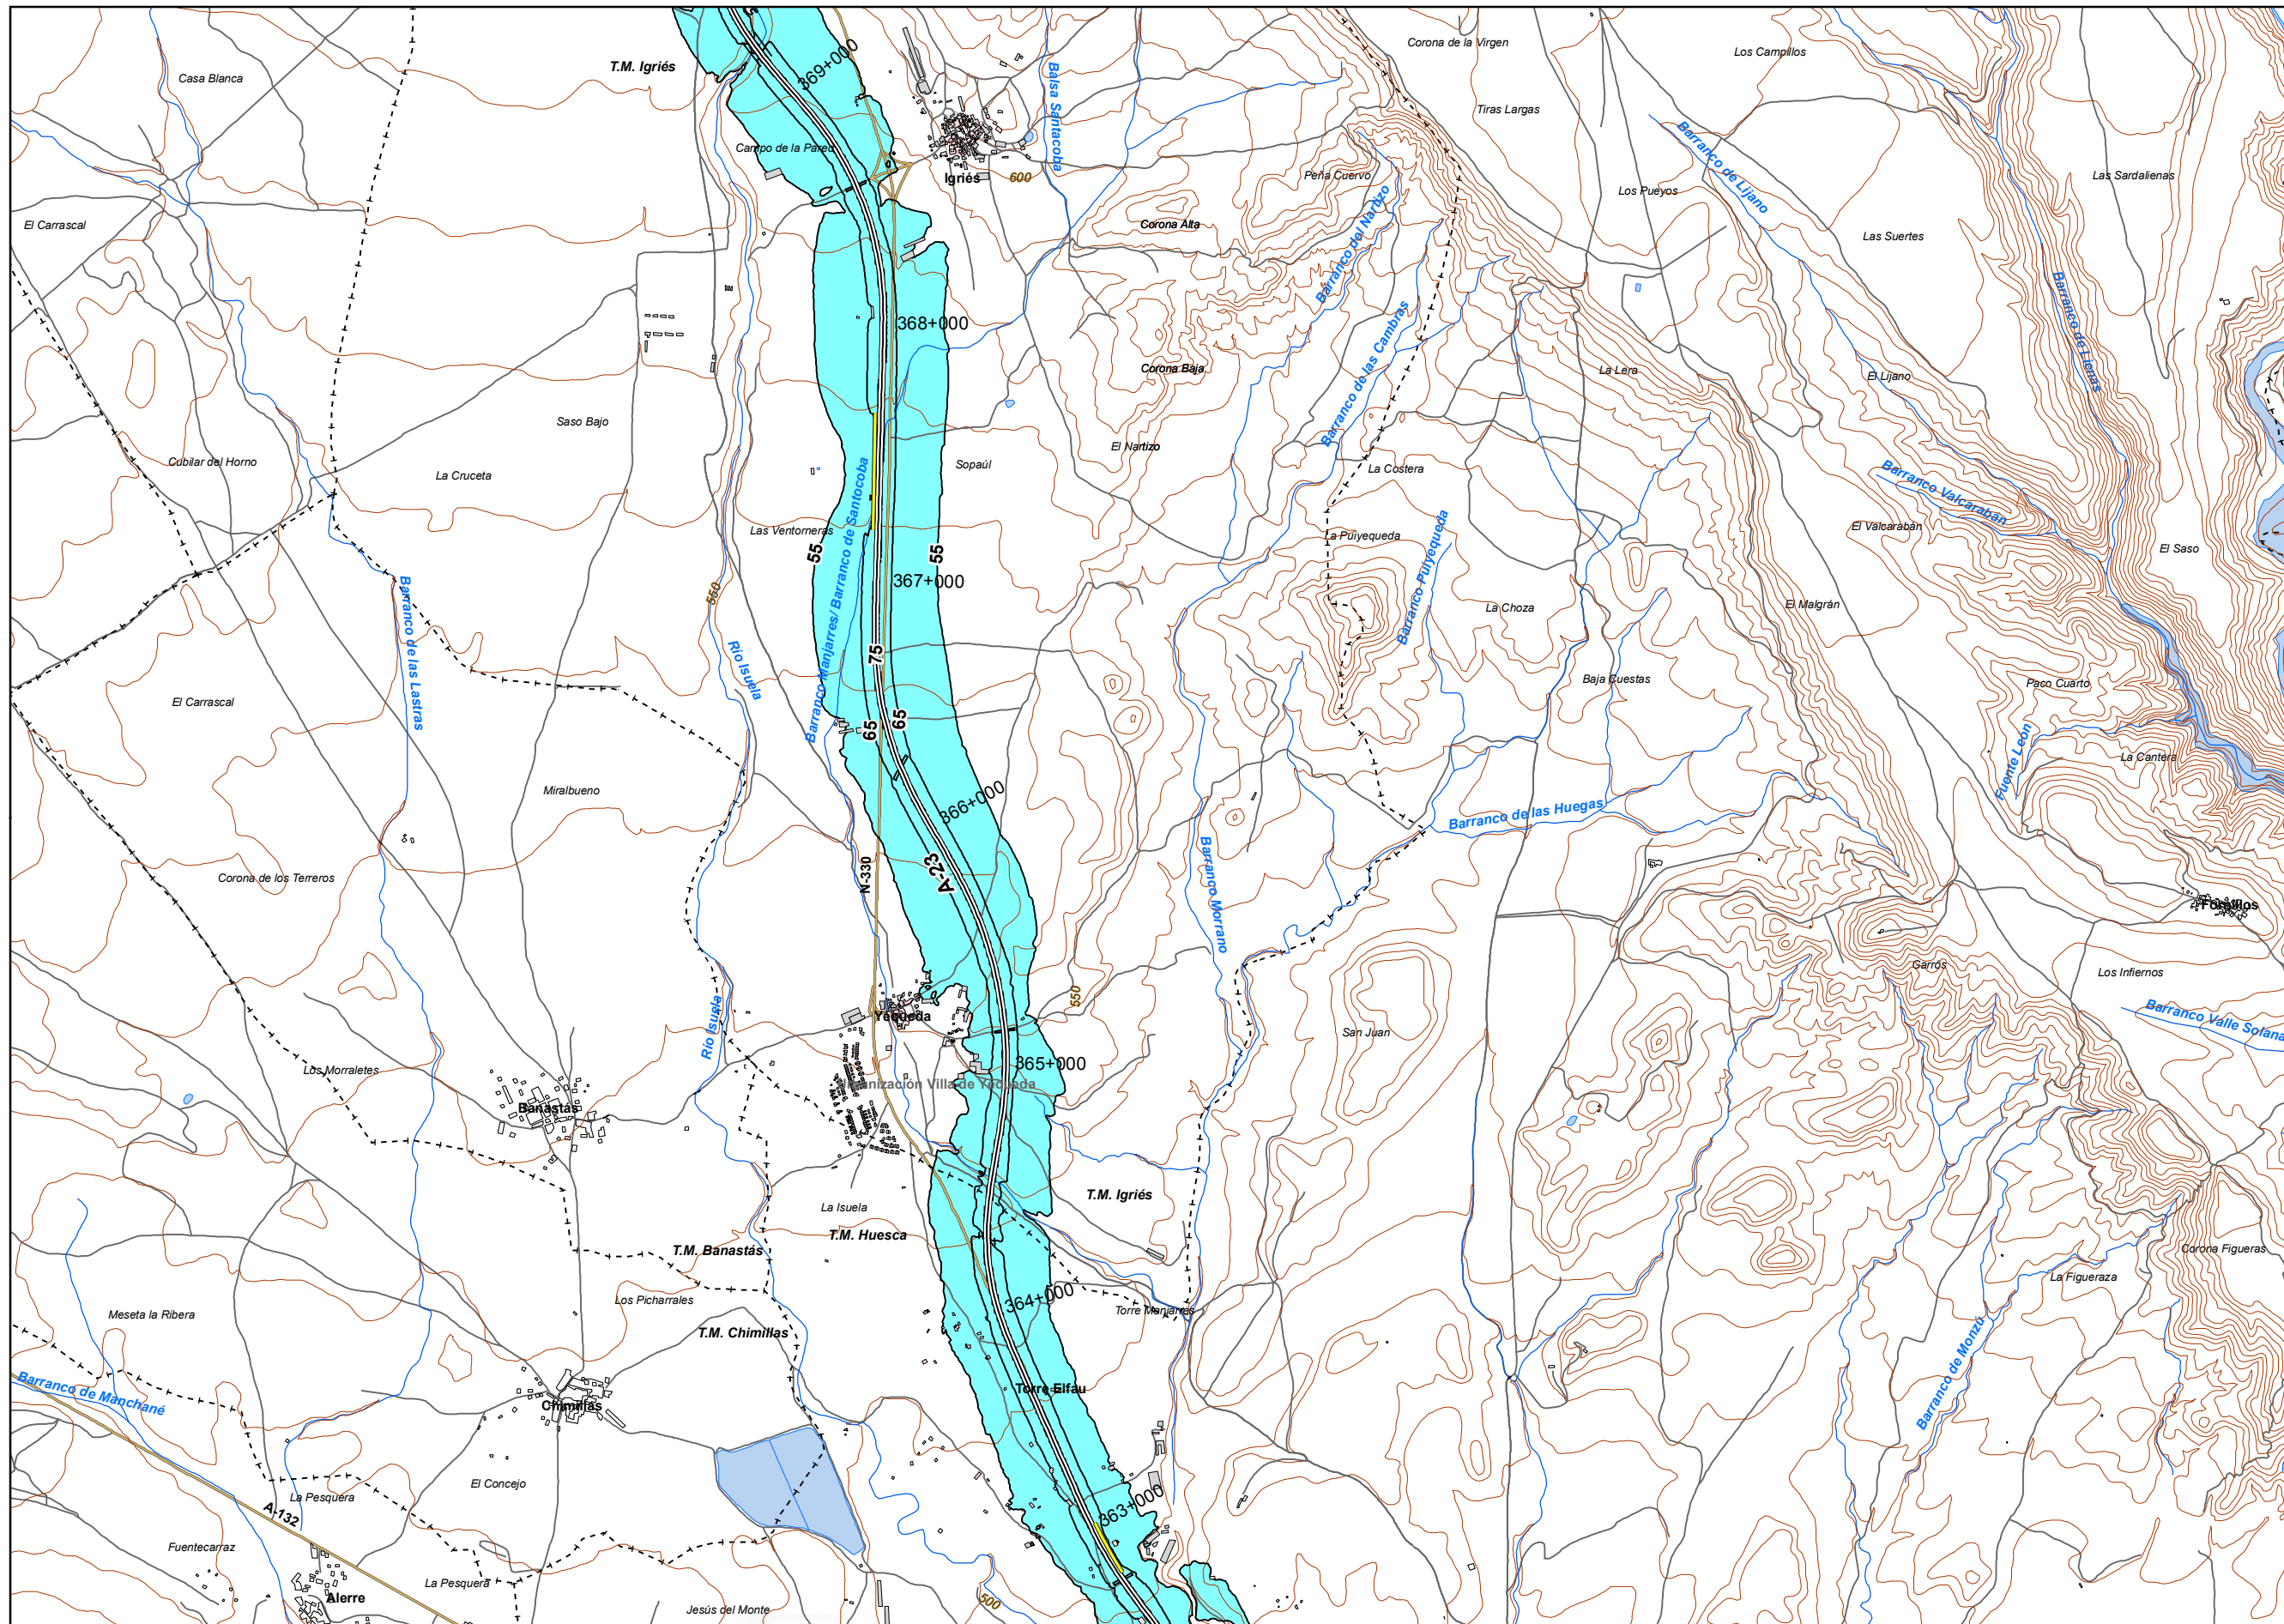 Corona de la Virgen
Los Campillos
T.M. Igriés
Casa Blanca
369+000
Balsa Santacoba
Tiras Largas
Barranco de Lijano
Campo de la Pared
Igriés
600
Peña Cuervo
Los Pueyos
Las Sardalienas
El Carrascal
Corona Alta
Barranco del Nartizo
Las Suertes
368+000
Barranco de las Cambras
Barranco de Lienas
Corona Baja
La Lera
El Lijano
Saso Bajo
Cubilar del Horno
La Cruceta
Sopaúl
El Nartizo
La Costera
Barranco Valcarabán
Las Ventorneras
Barranco Manjarres/ Barranco de Santocoba
La Puiyequeda
El Valcarabán
El Saso
55
55
367+000
550
Barranco Puiyequeda
La Choza
El Malgrán
Barranco de las Lastras
Río Isuela
75
Baja Cuestas
Paco Cuarto
El Carrascal
65
65
Fuente León
La Cantera
Miralbueno
366+000
Barranco de las Huegas
Barranco Morrano
Corona de los Terreros
N-330
A-23
Fornillos
Garrós
Los Infiernos
550
Río Isuela
Yequeda
San Juan
Barranco Valle Solana
Los Morraletes
365+000
Urbanización Villa de Yequeda
Banastás
T.M. Igriés
La Isuela
T.M. Huesca
T.M. Banastás
Corona Figueras
La Figueraza
Meseta la Ribera
Los Picharrales
364+000
Torre Manjarres
T.M. Chimillas
Barranco de Monzú
Barranco de Manchané
Chimillas
Torre Elfau
El Concejo
La Pesquera
A-132
363+000
Fuentecarraz
La Pesquera
Alerre
Jesús del Monte
500